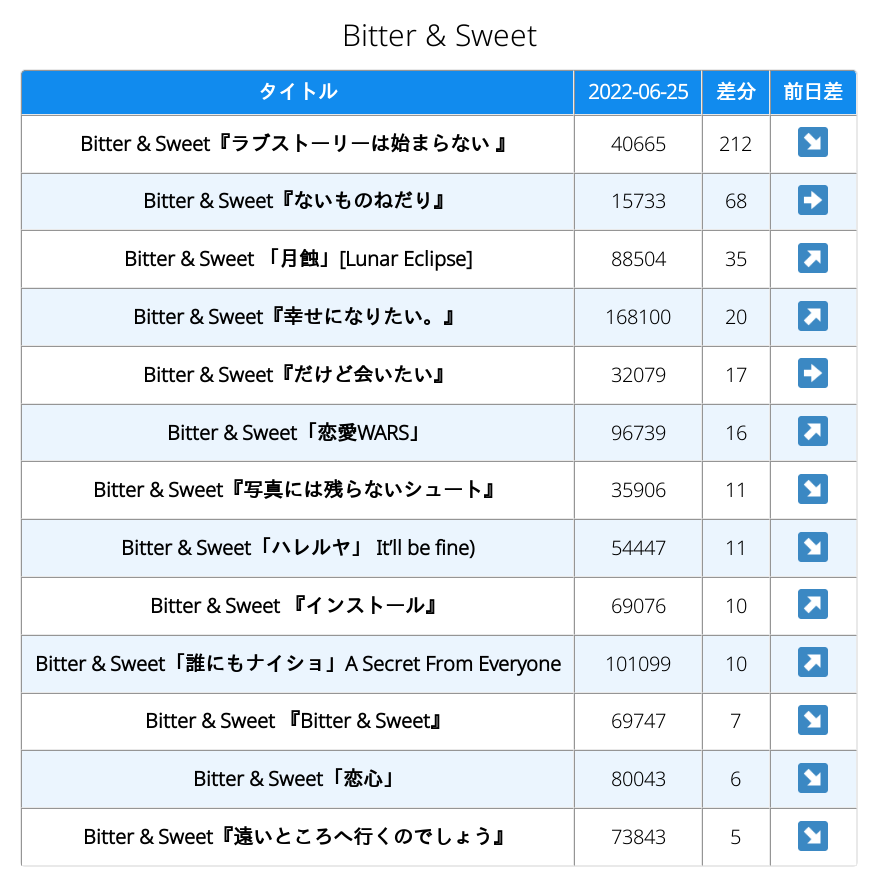 Bitter & Sweet
タイトル 2022-06-25 差分 前日差
Bitter & Sweet『ラブストーリーは始まらない 』 40665 212 ↘
Bitter & Sweet『ないものねだり』 15733 68 ➡
Bitter & Sweet 「月蝕」[Lunar Eclipse] 88504 35 ↗
Bitter & Sweet『幸せになりたい。』 168100 20 ↗
Bitter & Sweet『だけど会いたい』 32079 17 ➡
Bitter & Sweet「恋愛WARS」 96739 16 ↗
Bitter & Sweet『写真には残らないシュート』 35906 11 ↘
Bitter & Sweet「ハレルヤ」 It’ll be fine) 54447 11 ↘
Bitter & Sweet 『インストール』 69076 10 ↗
Bitter & Sweet「誰にもナイショ」A Secret From Everyone 101099 10 ↗
Bitter & Sweet 『Bitter & Sweet』 69747 7 ↘
Bitter & Sweet「恋心」 80043 6 ↘
Bitter & Sweet『遠いところへ行くのでしょう』 73843 5 ↘